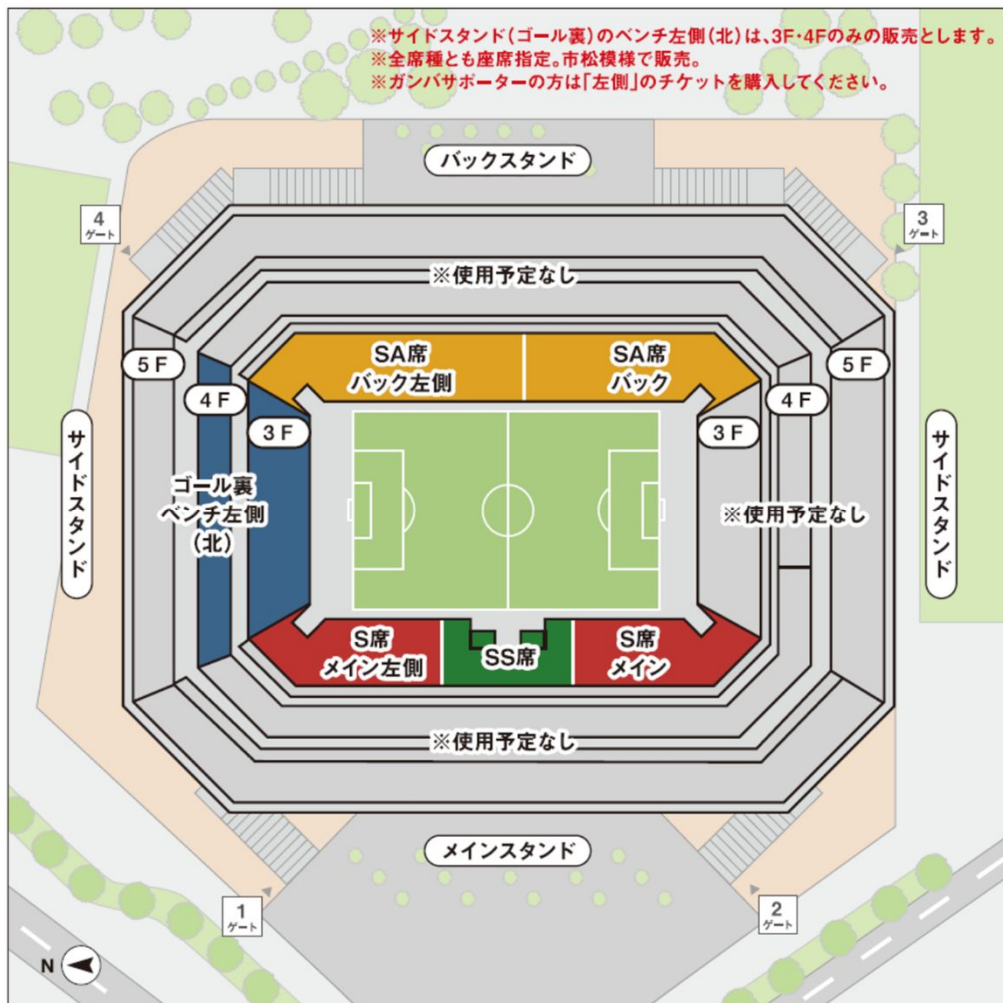 ※サイドスタンド(ゴール裏)のベンチ左側(北)は、3F・4Fのみの販売とします。
※全席種とも座席指定。市松模様で販売。
※ガンバサポーターの方は「左側」のチケットを購入してください。
バックスタンド
4
ゲート
3
ゲート
※使用予定なし
SA席
バック左側
SA席
バック
5F
4F
3F
3F
4F
5F
サイドスタンド
ゴール裏
ベンチ左側
(北)
※使用予定なし
サイドスタンド
S席
メイン左側
SS席
S席
メイン
※使用予定なし
メインスタンド
1
ゲート
2
ゲート
N